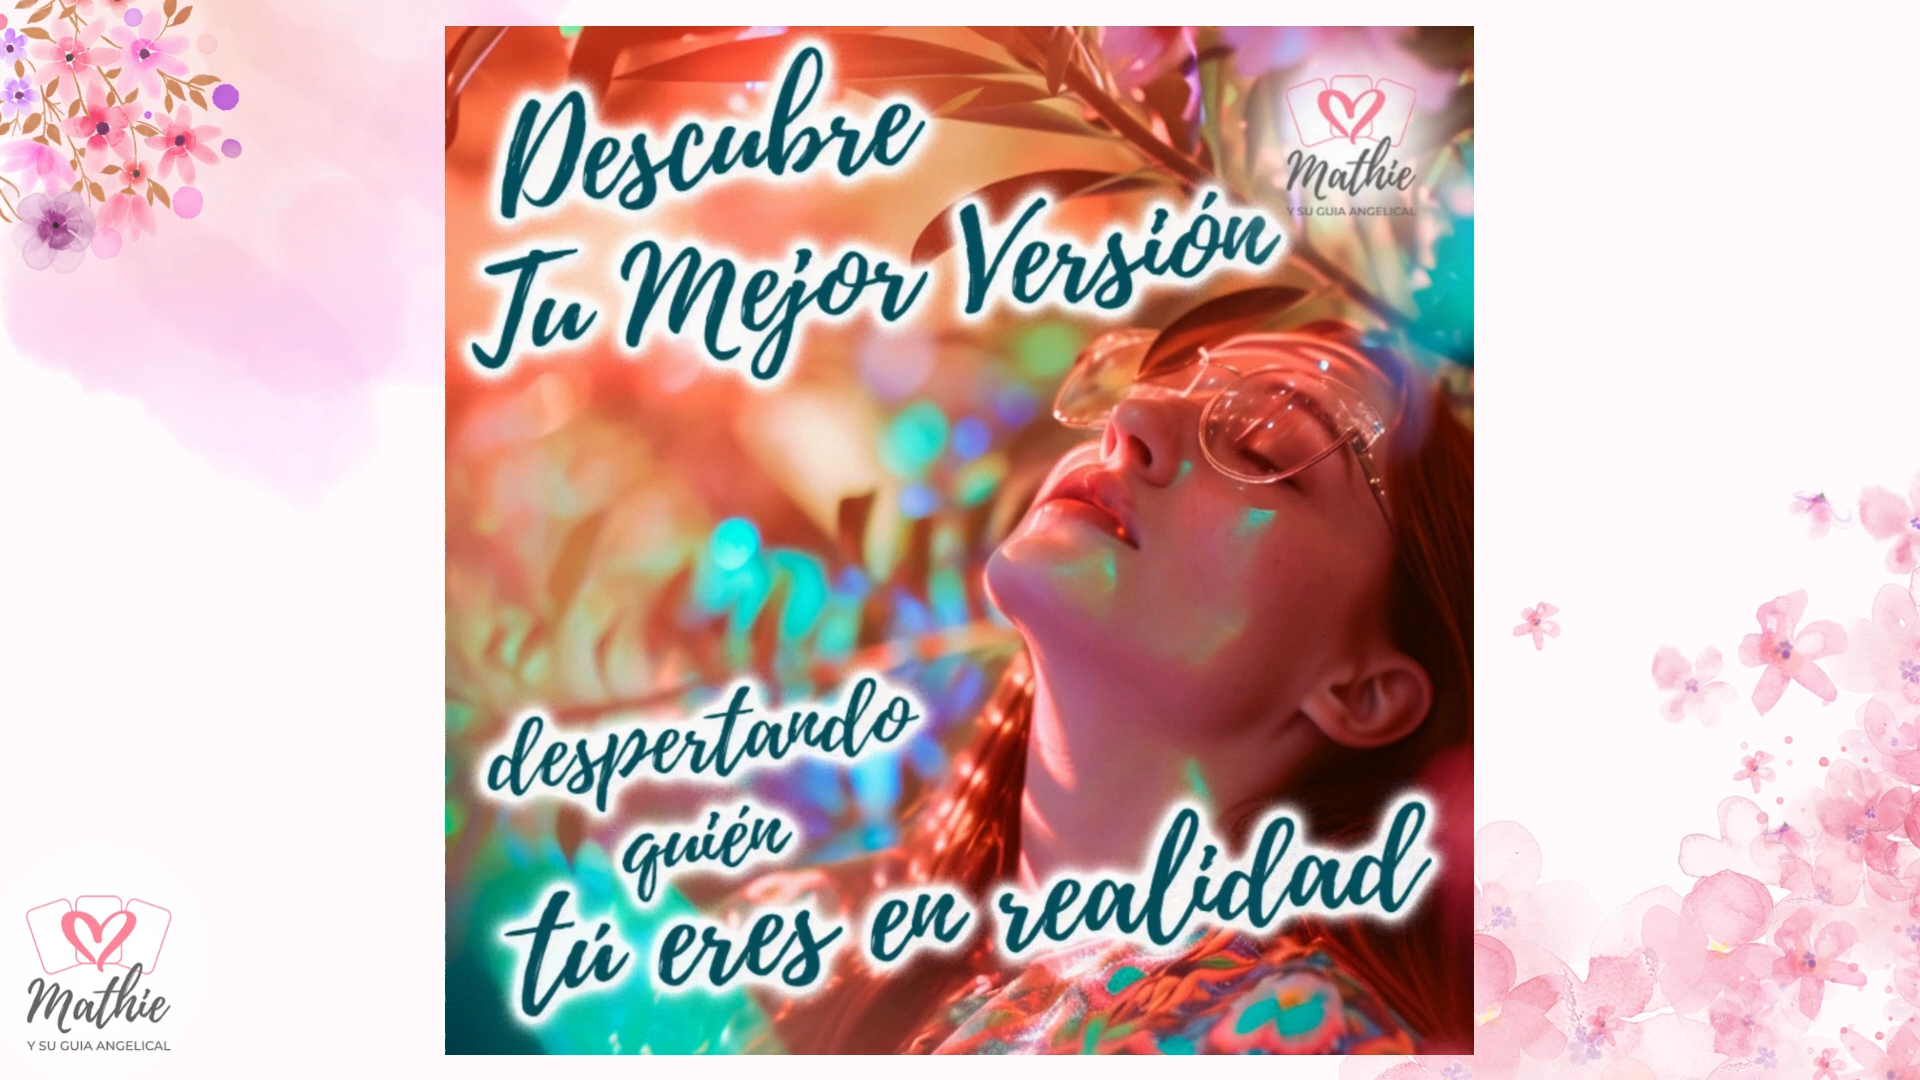 Descubre
Tu Mejor Versión
Mathie
Y SU GUIA ANGELICAL
despertando
quién
tú eres en realidad
Mathie
Y SU GUIA ANGELICAL